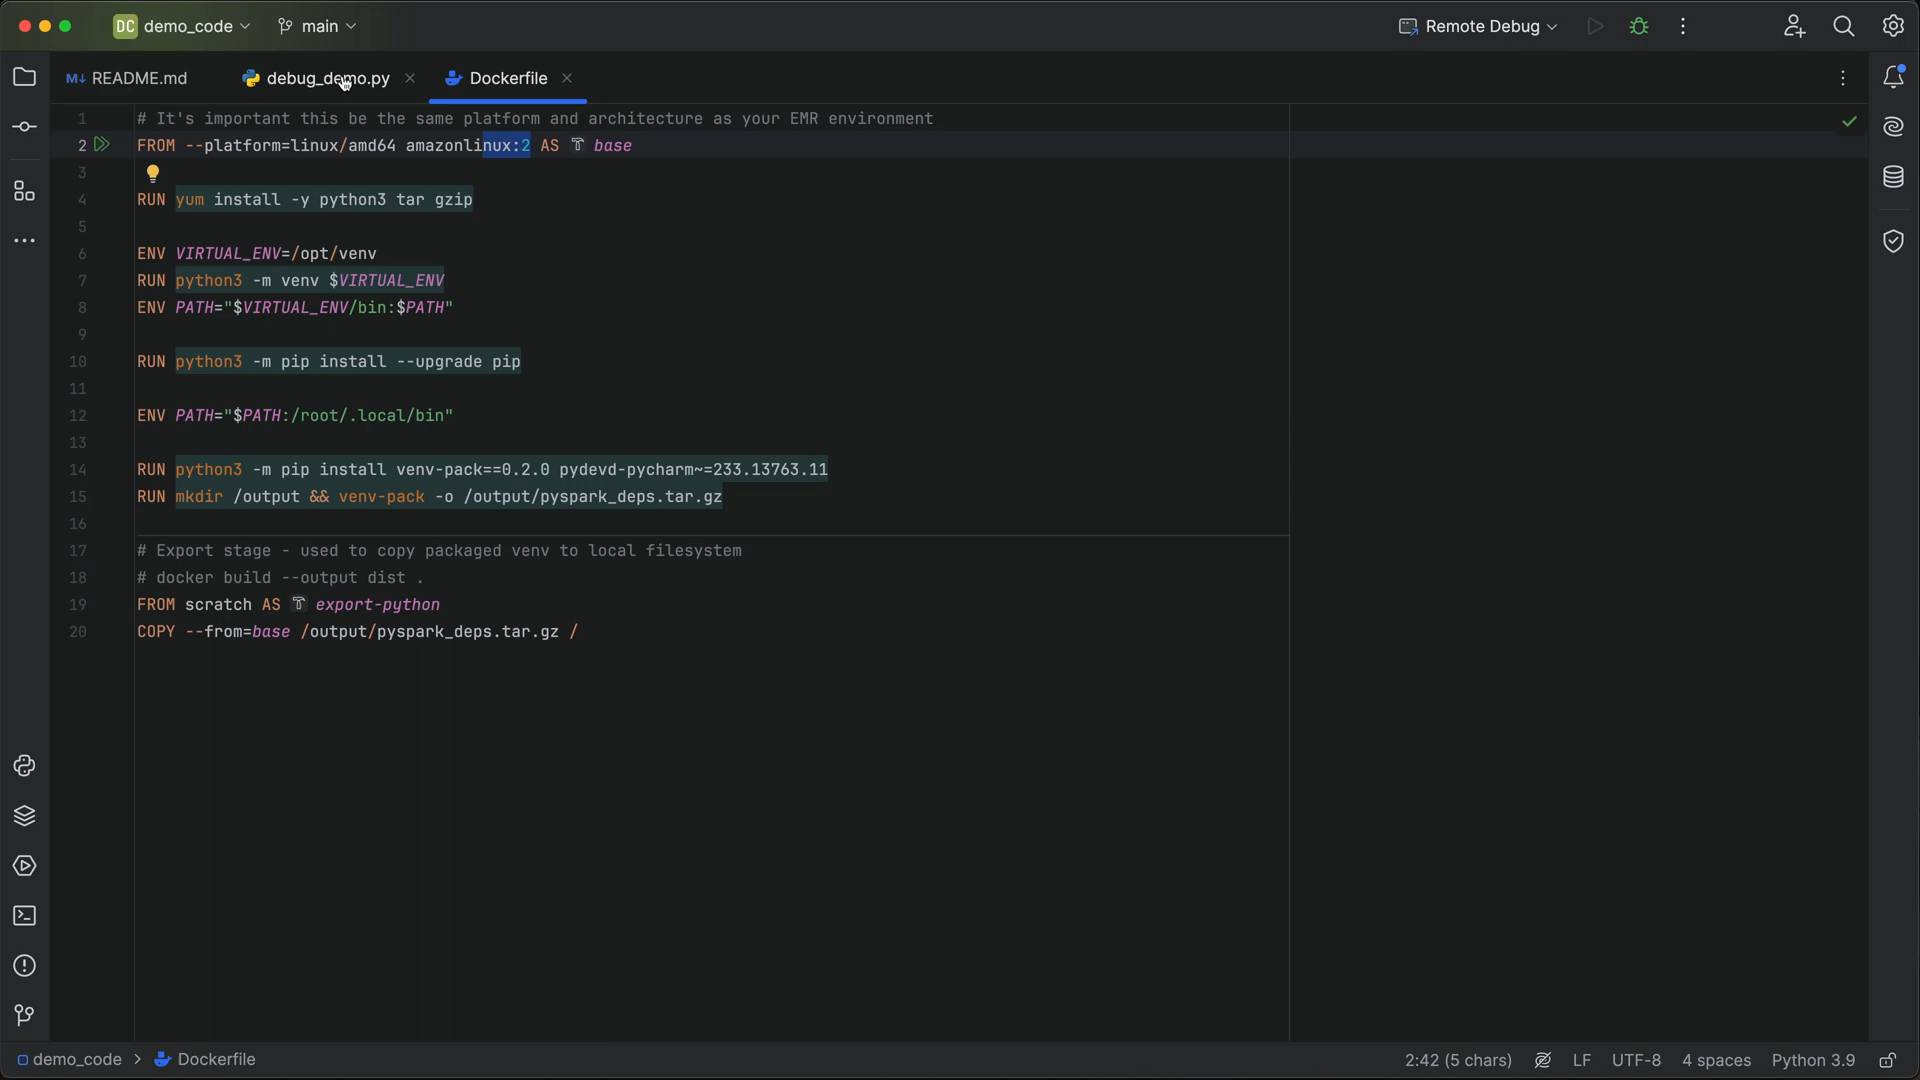 DC demo_code main Remote Debug
M↓ README.md debug_demo.py Dockerfile
1 # It's important this be the same platform and architecture as your EMR environment
2 FROM --platform=linux/amd64 amazonlinux:2 AS base
3
4 RUN yum install -y python3 tar gzip
5
6 ENV VIRTUAL_ENV=/opt/venv
7 RUN python3 -m venv $VIRTUAL_ENV
8 ENV PATH="$VIRTUAL_ENV/bin:$PATH"
9
10 RUN python3 -m pip install --upgrade pip
11
12 ENV PATH="$PATH:/root/.local/bin"
13
14 RUN python3 -m pip install venv-pack==0.2.0 pydevd-pycharm~=233.13763.11
15 RUN mkdir /output && venv-pack -o /output/pyspark_deps.tar.gz
16
17 # Export stage - used to copy packaged venv to local filesystem
18 # docker build --output dist .
19 FROM scratch AS export-python
20 COPY --from=base /output/pyspark_deps.tar.gz /
demo_code > Dockerfile 2:42 (5 chars) LF UTF-8 4 spaces Python 3.9